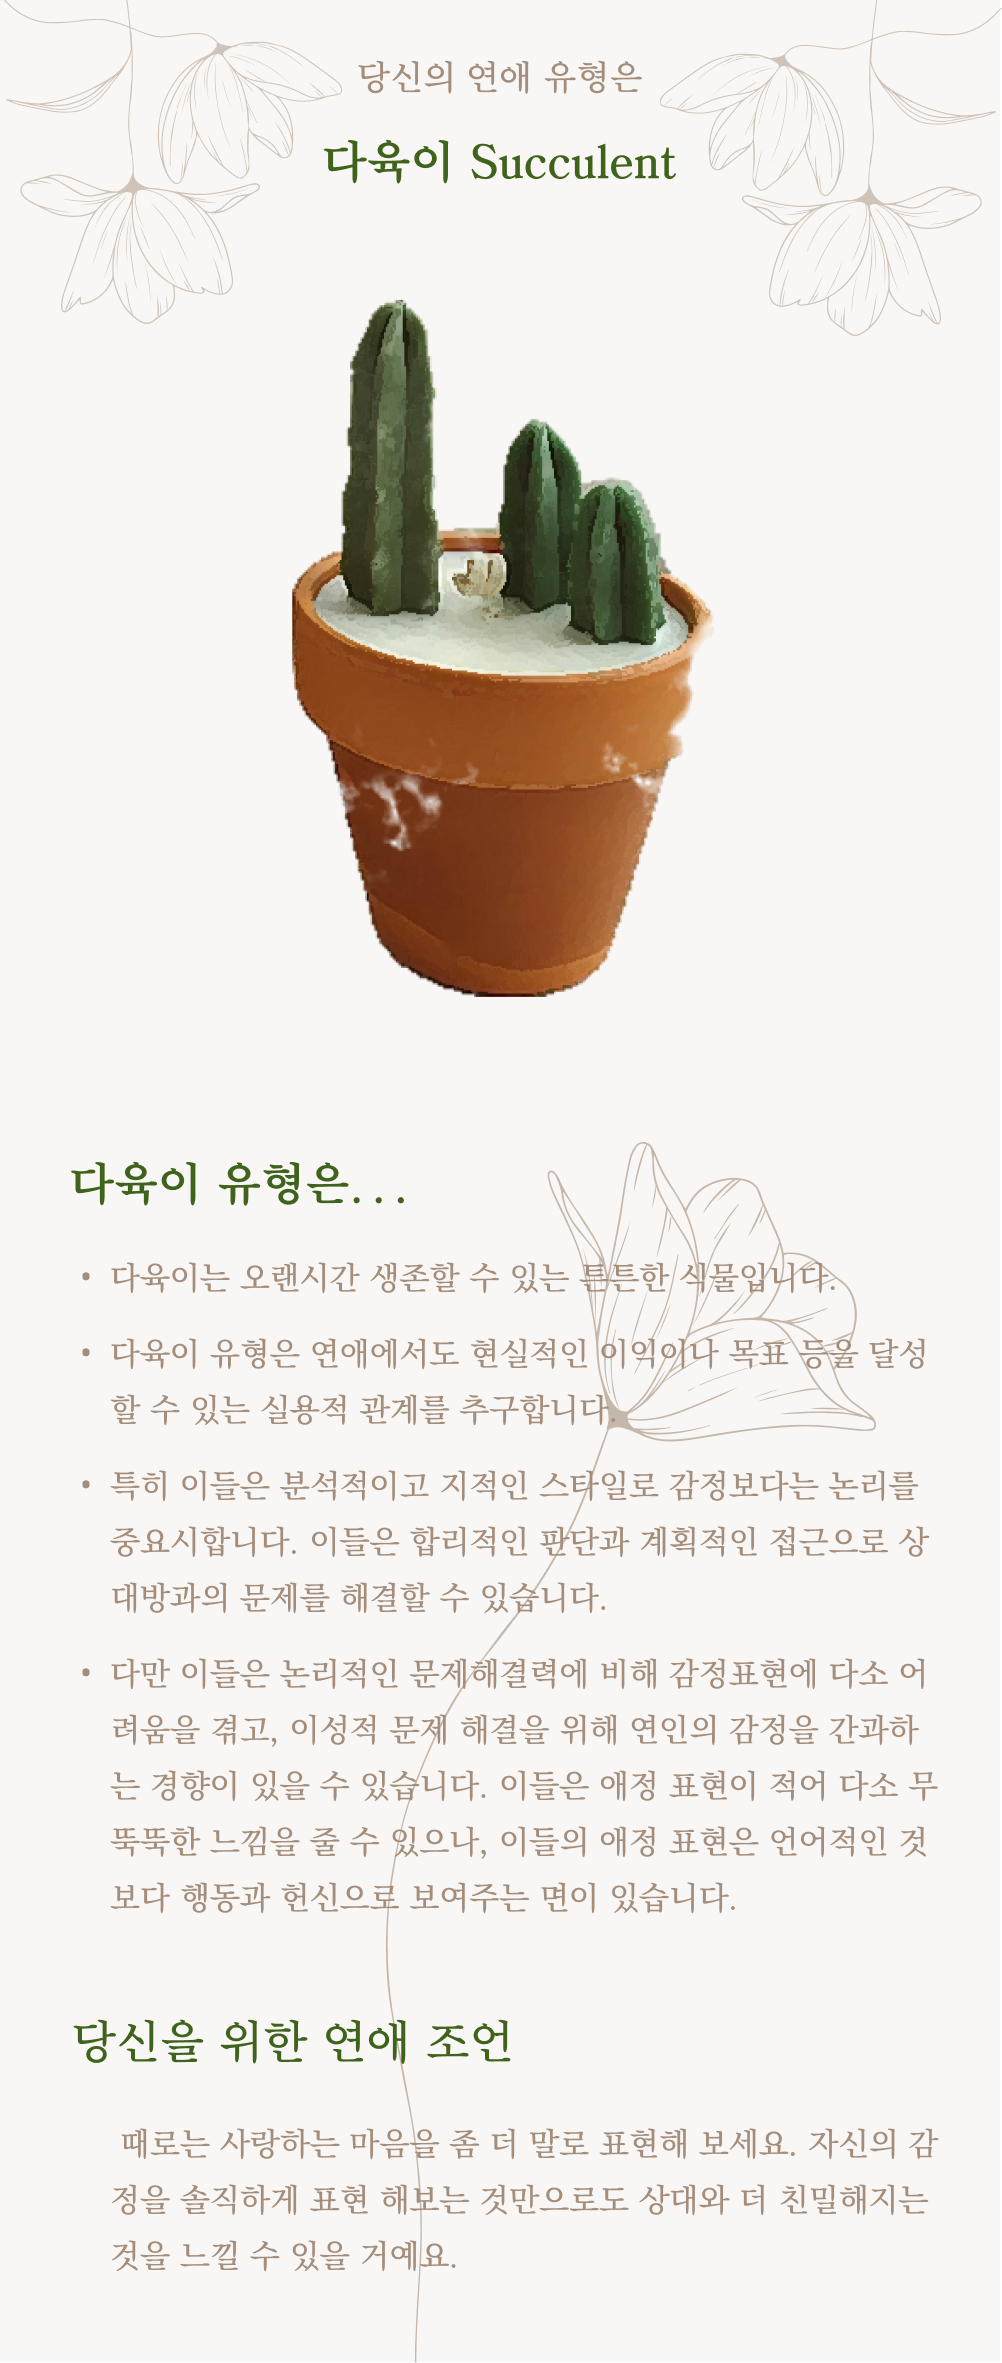 당신의 연애 유형은
다육이 Succulent
다육이 유형은...
• 다육이는 오랜시간 생존할 수 있는 튼튼한 식물입니다.
• 다육이 유형은 연애에서도 현실적인 이익이나 목표 등을 달성
할 수 있는 실용적 관계를 추구합니다.
• 특히 이들은 분석적이고 지적인 스타일로 감정보다는 논리를
중요시합니다. 이들은 합리적인 판단과 계획적인 접근으로 상
대방과의 문제를 해결할 수 있습니다.
• 다만 이들은 논리적인 문제해결력에 비해 감정표현에 다소 어
려움을 겪고, 이성적 문제 해결을 위해 연인의 감정을 간과하
는 경향이 있을 수 있습니다. 이들은 애정 표현이 적어 다소 무
뚝뚝한 느낌을 줄 수 있으나, 이들의 애정 표현은 언어적인 것
보다 행동과 헌신으로 보여주는 면이 있습니다.
당신을 위한 연애 조언
때로는 사랑하는 마음을 좀 더 말로 표현해 보세요. 자신의 감
정을 솔직하게 표현 해보는 것만으로도 상대와 더 친밀해지는
것을 느낄 수 있을 거예요.